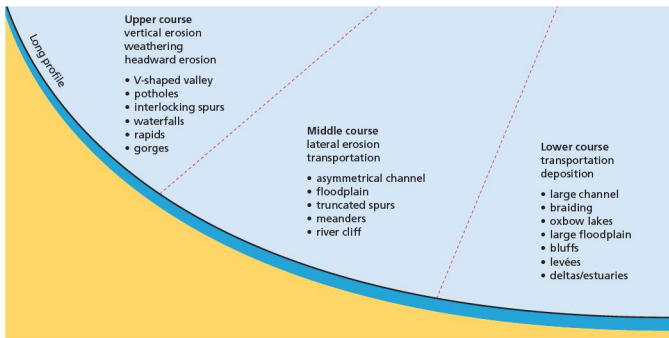 Long profile
Upper course
vertical erosion
weathering
headward erosion
• V-shaped valley
• potholes
• interlocking spurs
• waterfalls
• rapids
• gorges
Middle course
lateral erosion
transportation
• asymmetrical channel
• floodplain
• truncated spurs
• meanders
• river cliff
Lower course
transportation
deposition
• large channel
• braiding
• oxbow lakes
• large floodplain
• bluffs
• levées
• deltas/estuaries